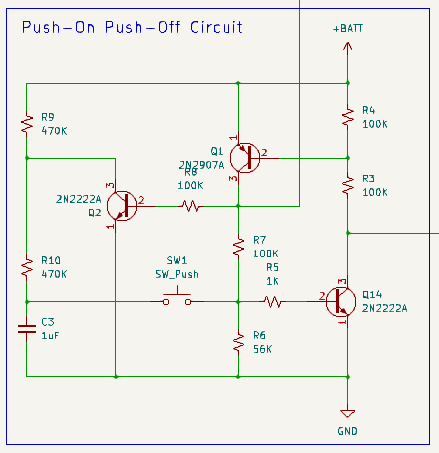 Push-On Push-Off Circuit
+BATT
R9
470K
R4
100K
Q1
2N2907A
1
2
3
R8
100K
2N2222A
Q2
3
2
1
R3
100K
R7
100K
R10
470K
SW1
SW_Push
R5
1K
Q14
2N2222A
3
2
1
C3
1uF
R6
56K
GND